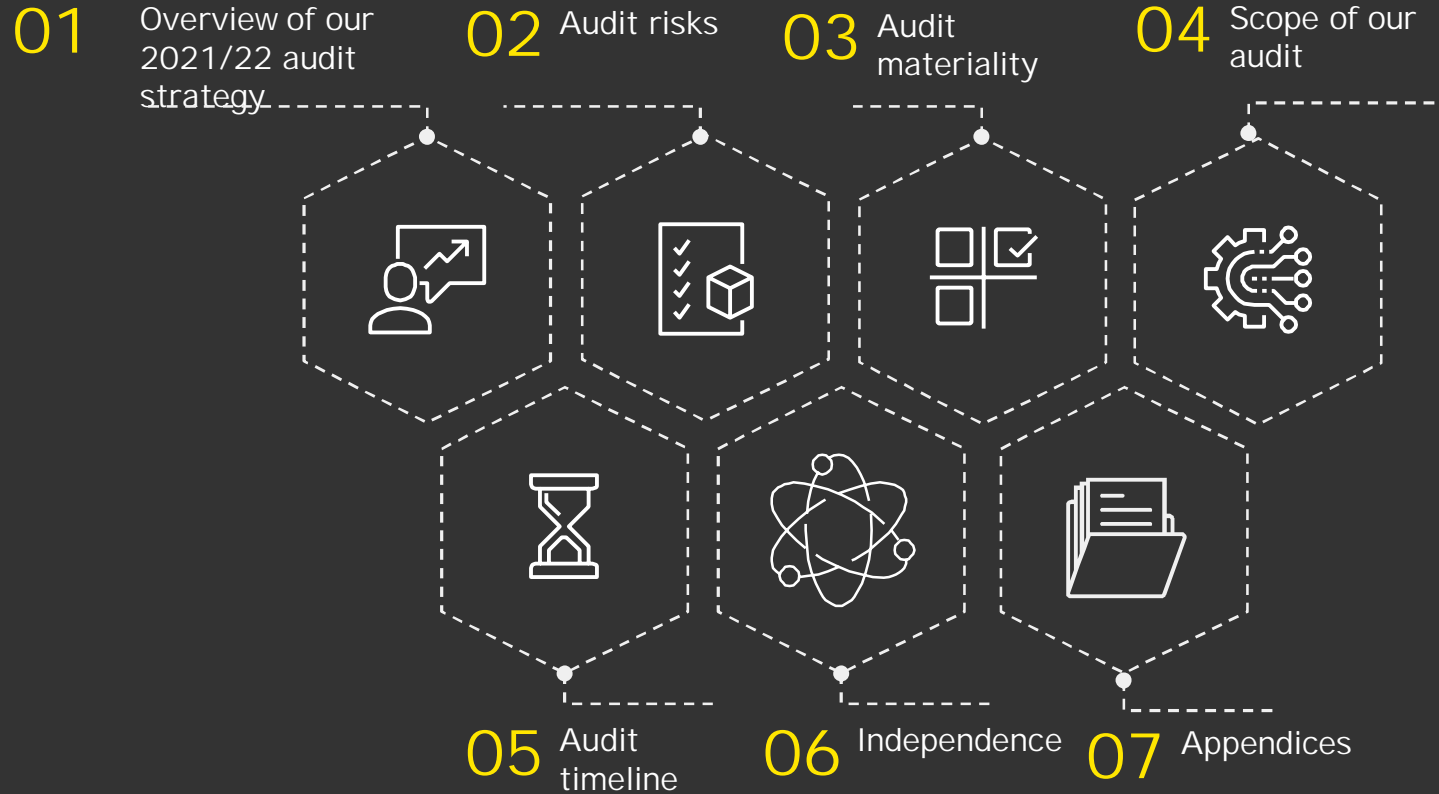 01 Overview of our
2021/22 audit
strategy
02 Audit risks
03 Audit
materiality
04 Scope of our
audit
05 Audit
timeline
06 Independence
07 Appendices